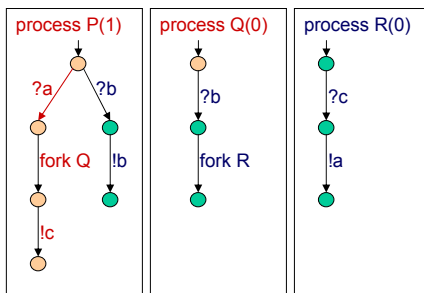 process P(1)
?a
?b
fork Q
!b
!c
process Q(0)
?b
fork R
process R(0)
?c
!a